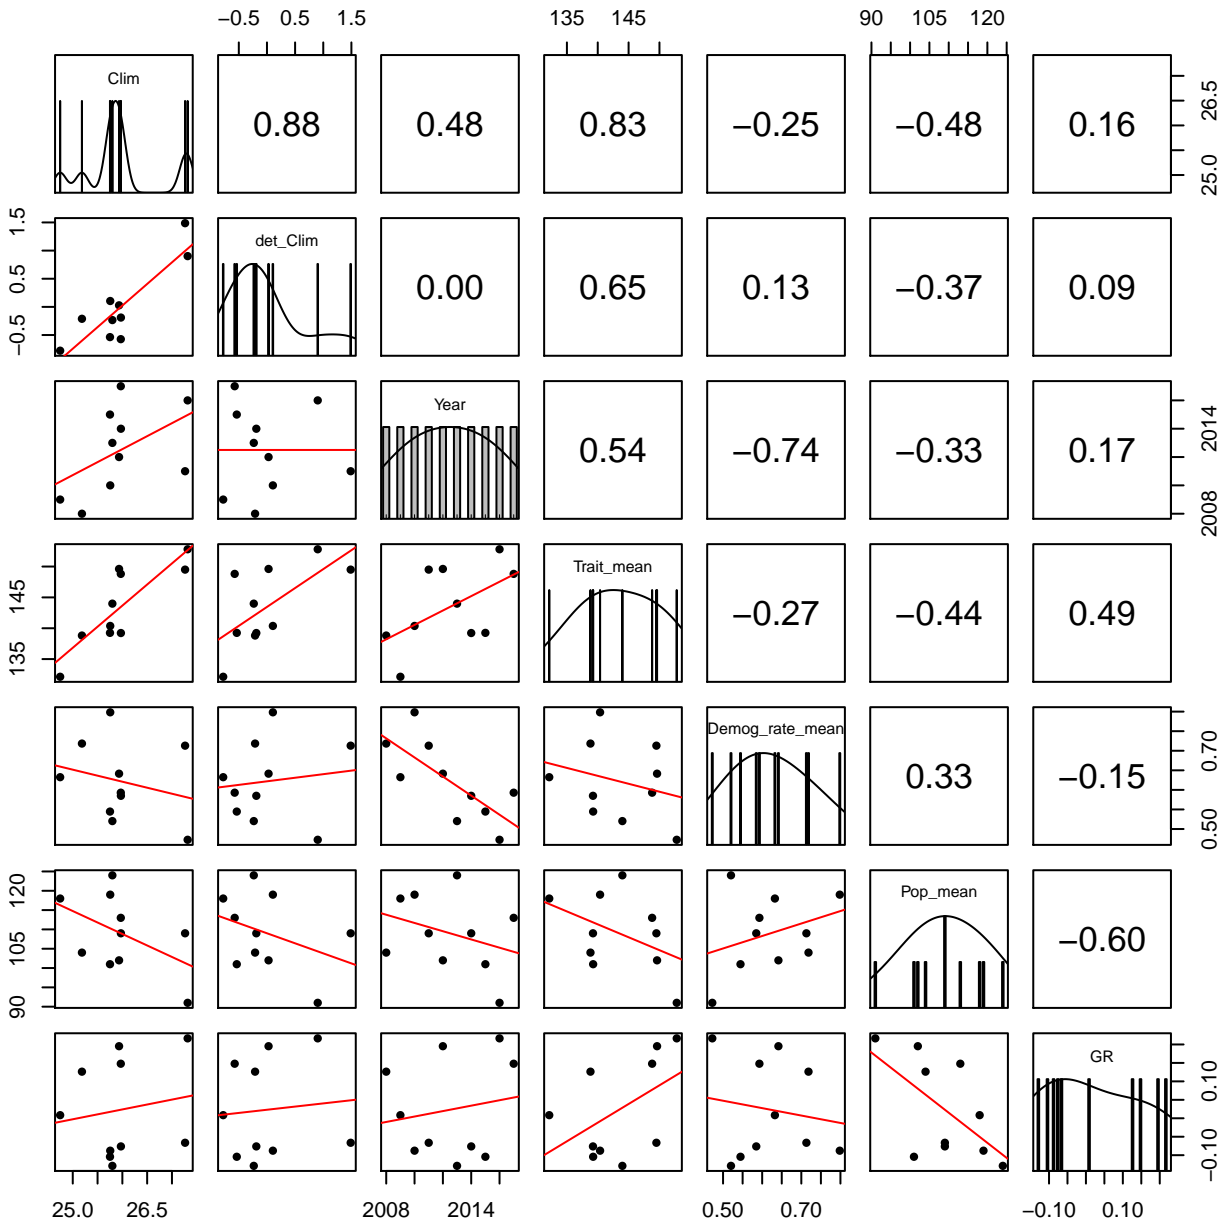 −0.5 0.5 1.5 135 145 90 105 120
Clim 0.88 0.48 0.83 −0.25 −0.48 0.16 25.0 26.5
−0.5 0.5 1.5 det_Clim 0.00 0.65 0.13 −0.37 0.09
Year 0.54 −0.74 −0.33 0.17 2008 2014
135 145 Trait_mean −0.27 −0.44 0.49
Demog_rate_mean 0.33 −0.15 0.50 0.70
90 105 120 Pop_mean −0.60
GR −0.10 0.10
25.0 26.5 2008 2014 0.50 0.70 −0.10 0.10